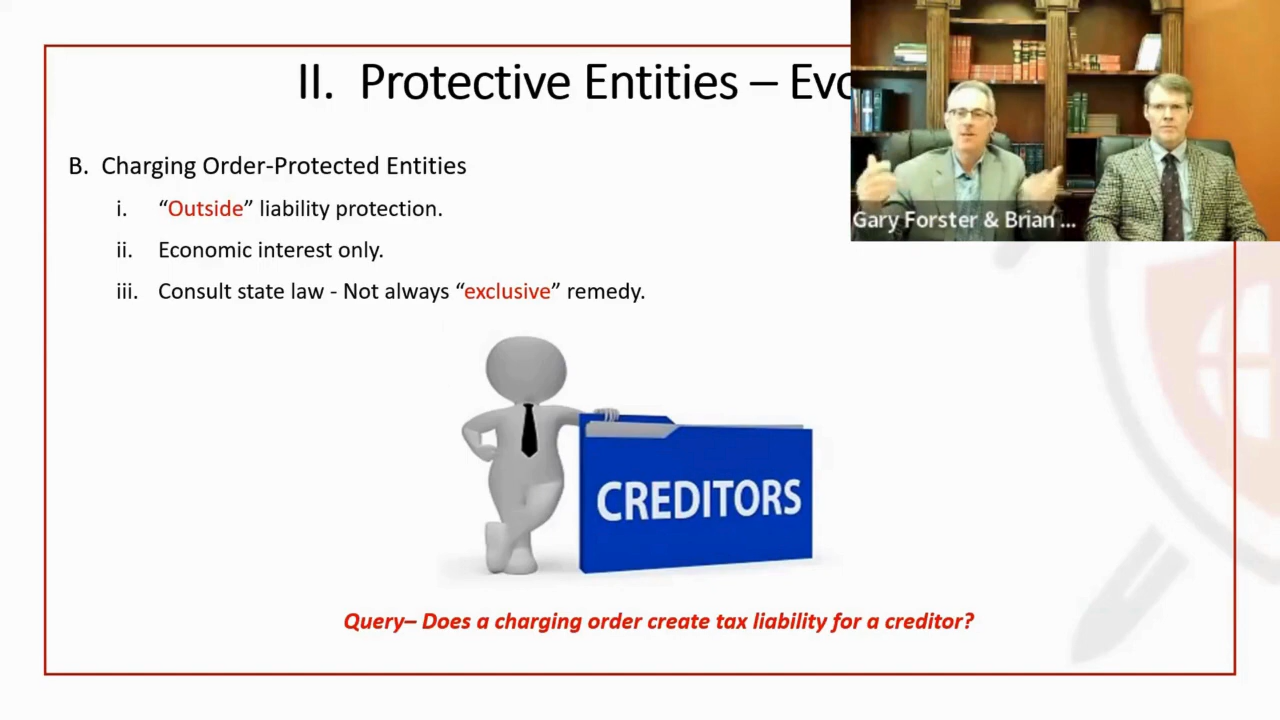 II. Protective Entities – Evo
B. Charging Order-Protected Entities
i. “Outside” liability protection.
ii. Economic interest only.
iii. Consult state law - Not always “exclusive” remedy.
Gary Forster & Brian ...
CREDITORS
Query– Does a charging order create tax liability for a creditor?